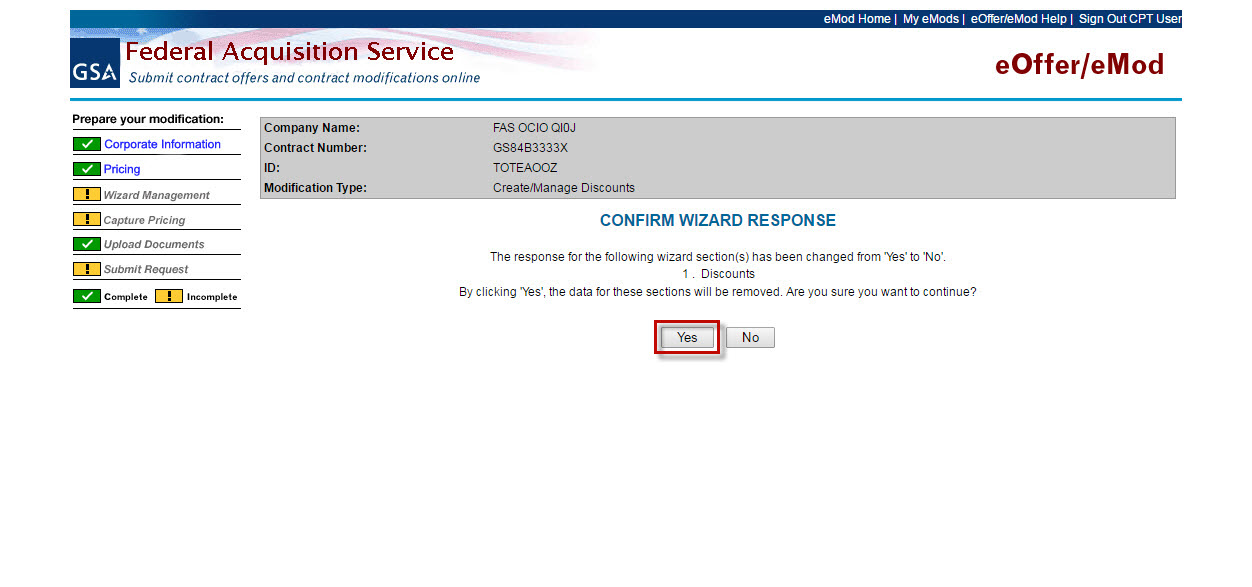 eMod Home | My eMods | eOffer/eMod Help | Sign Out CPT User
GSA
Federal Acquisition Service
Submit contract offers and contract modifications online
eOffer/eMod
Prepare your modification:
Corporate Information
Pricing
Wizard Management
Capture Pricing
Upload Documents
Submit Request
Complete Incomplete
Company Name: FAS OCIO QI0J
Contract Number: GS84B3333X
ID: TOTEAOOZ
Modification Type: Create/Manage Discounts
CONFIRM WIZARD RESPONSE
The response for the following wizard section(s) has been changed from 'Yes' to 'No'.
1 . Discounts
By clicking 'Yes', the data for these sections will be removed. Are you sure you want to continue?
Yes No